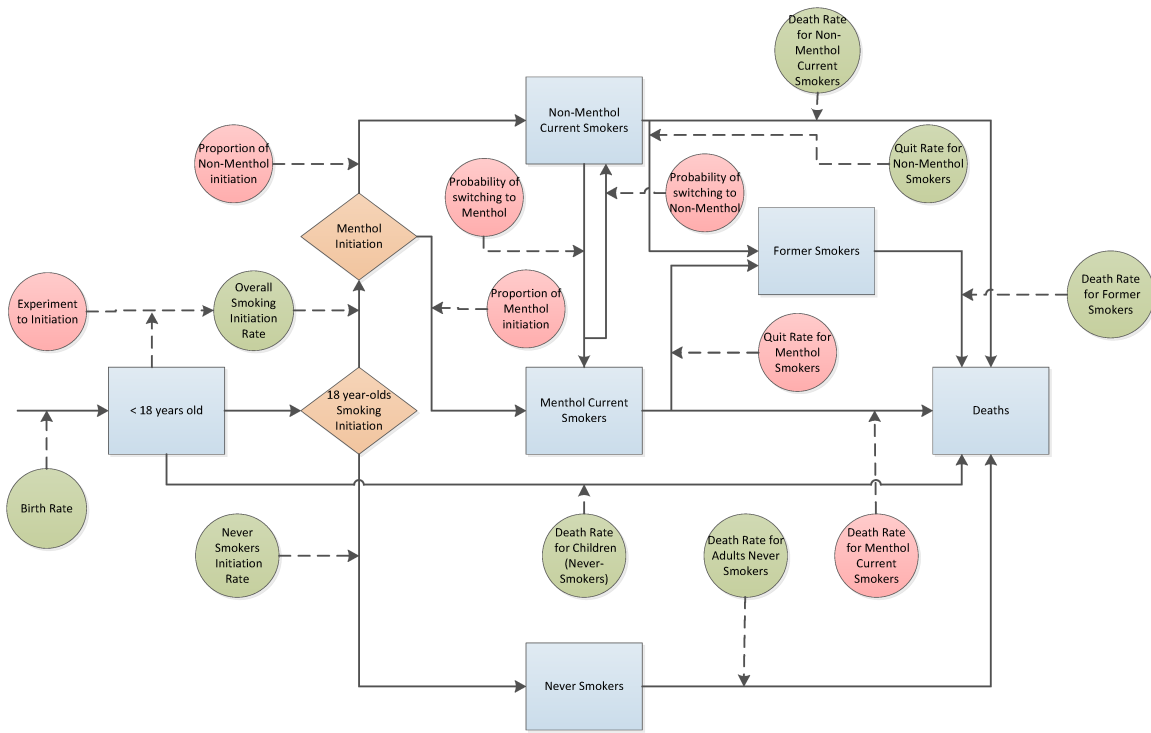 Death Rate
for Non-
Menthol
Current
Smokers
Non-Menthol
Current Smokers
Proportion of
Non-Menthol
initiation
Quit Rate for
Non-Menthol
Smokers
Probability of
switching to
Menthol
Probability of
switching to
Non-Menthol
Menthol
Initiation
Former Smokers
Experiment
to Initiation
Overall
Smoking
Initiation
Rate
Proportion of
Menthol
initiation
Death Rate
for Former
Smokers
Quit Rate for
Menthol
Smokers
< 18 years old
18 year-olds
Smoking
Initiation
Menthol Current
Smokers
Deaths
Birth Rate
Never
Smokers
Initiation
Rate
Death Rate
for Children
(Never-
Smokers)
Death Rate for
Adults Never
Smokers
Death Rate
for Menthol
Current
Smokers
Never Smokers